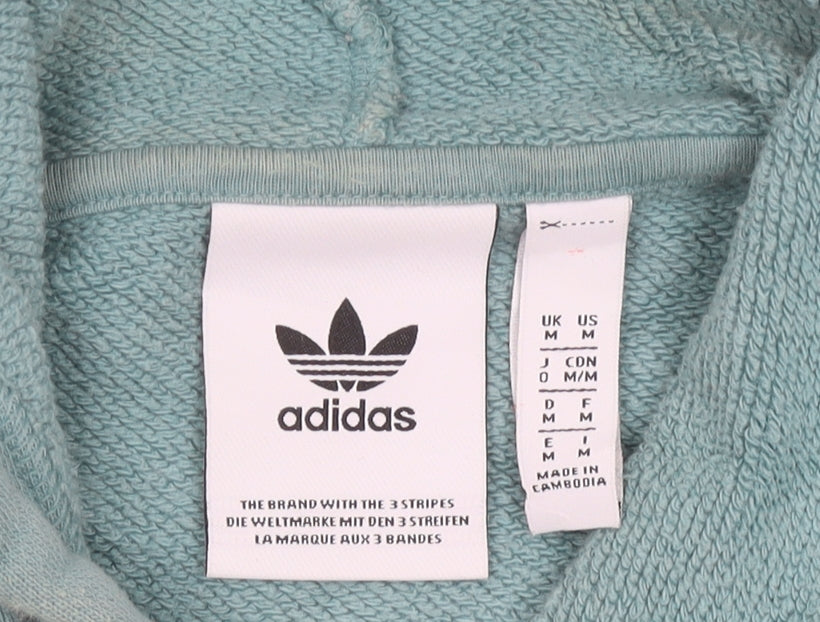 adidas
THE BRAND WITH THE 3 STRIPES
DIE WELTMARKE MIT DEN 3 STREIFEN
LA MARQUE AUX 3 BANDES
UK US
M M
J CDN
O M/M
D F
M M
E I
M M
MADE IN
CAMBODIA